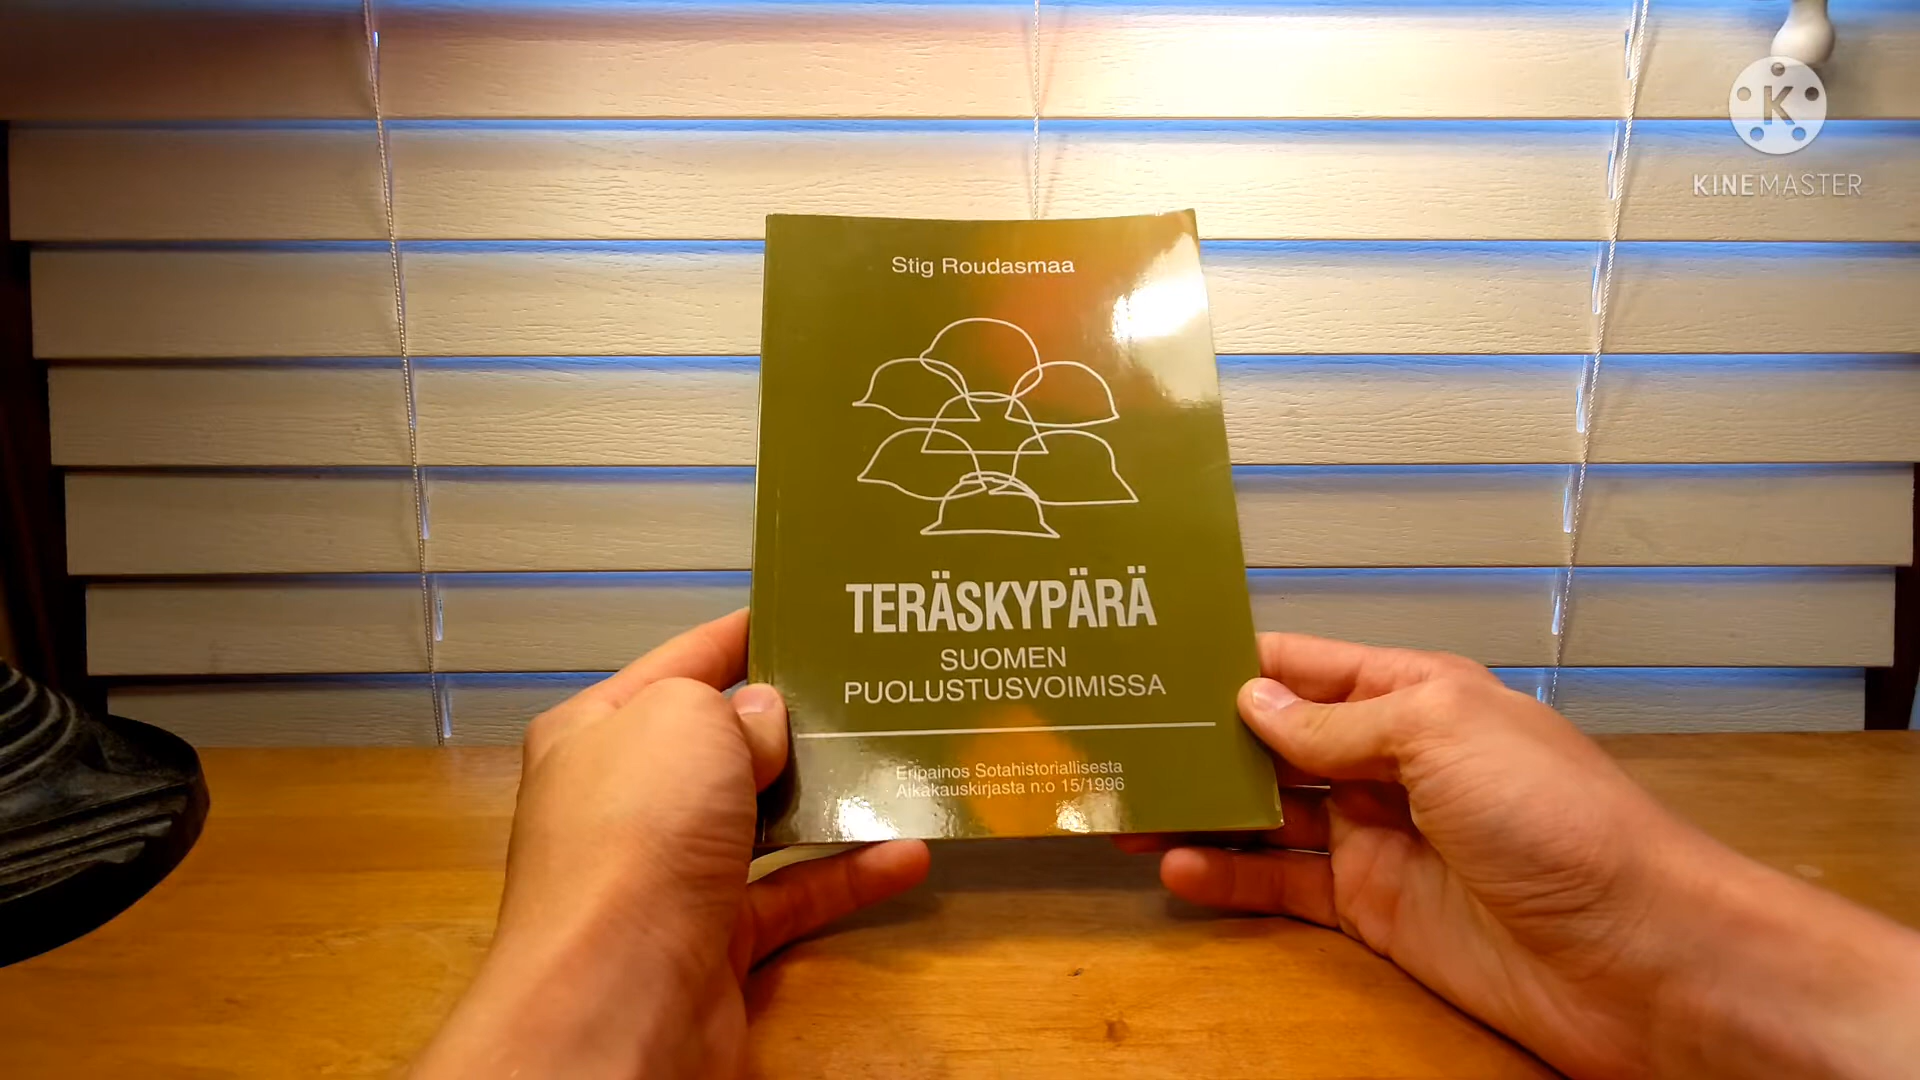 K
KINEMASTER
Stig Roudasmaa
TERÄSKYPÄRÄ
SUOMEN
PUOLUSTUSVOIMISSA
Eripainos Sotahistoriallisesta
Aikakauskirjasta n:o 15/1996